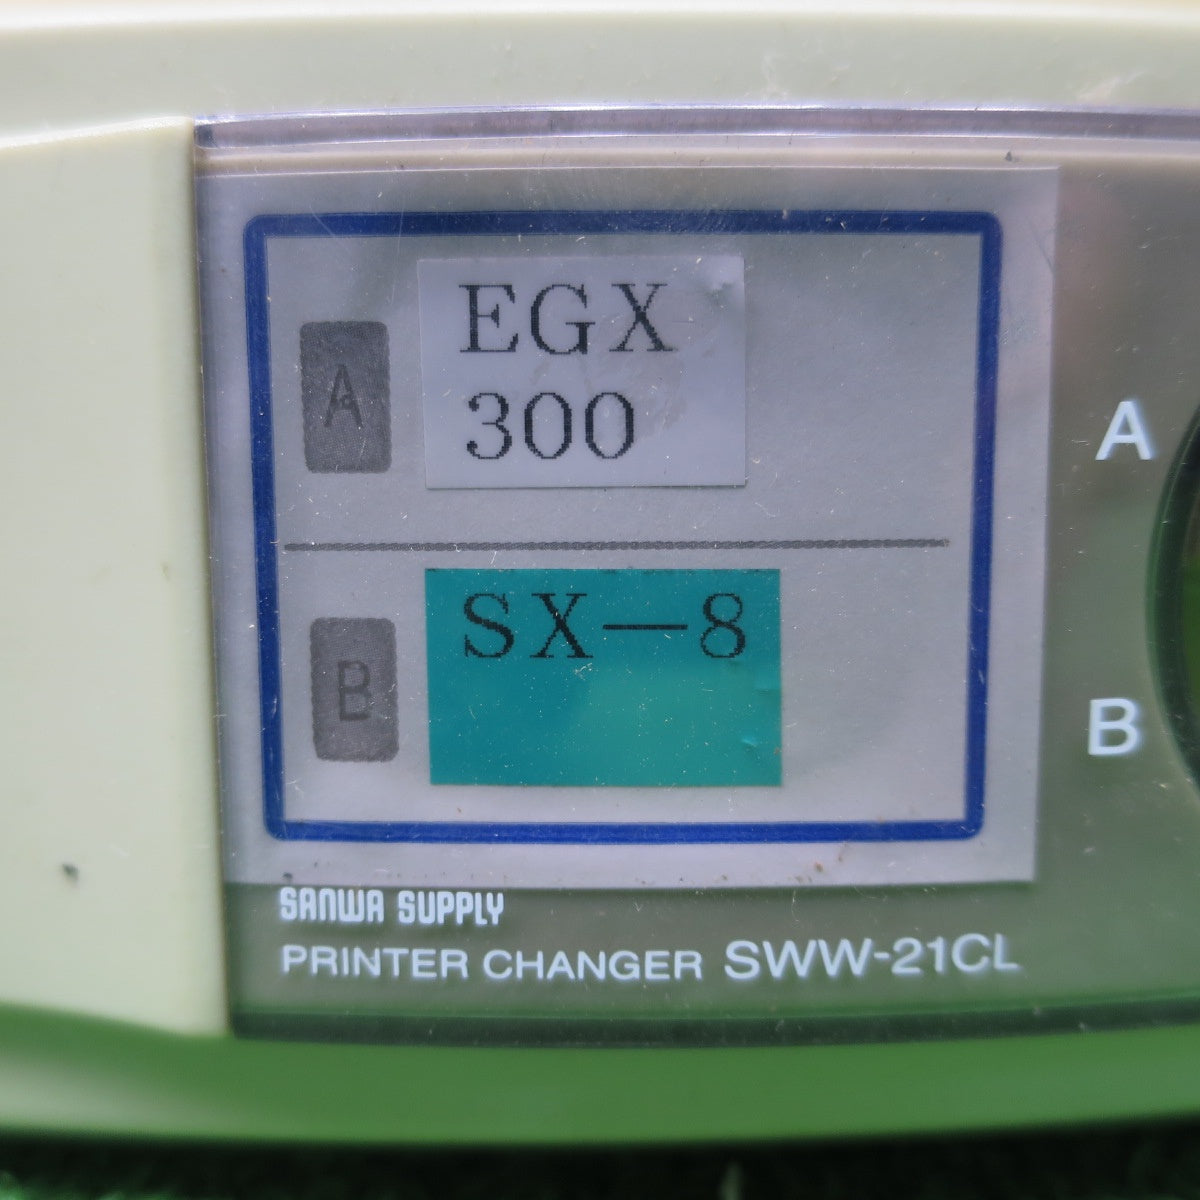 A
EGX
300
A
B
SX—8
B
SANWA SUPPLY
PRINTER CHANGER SWW-21CL